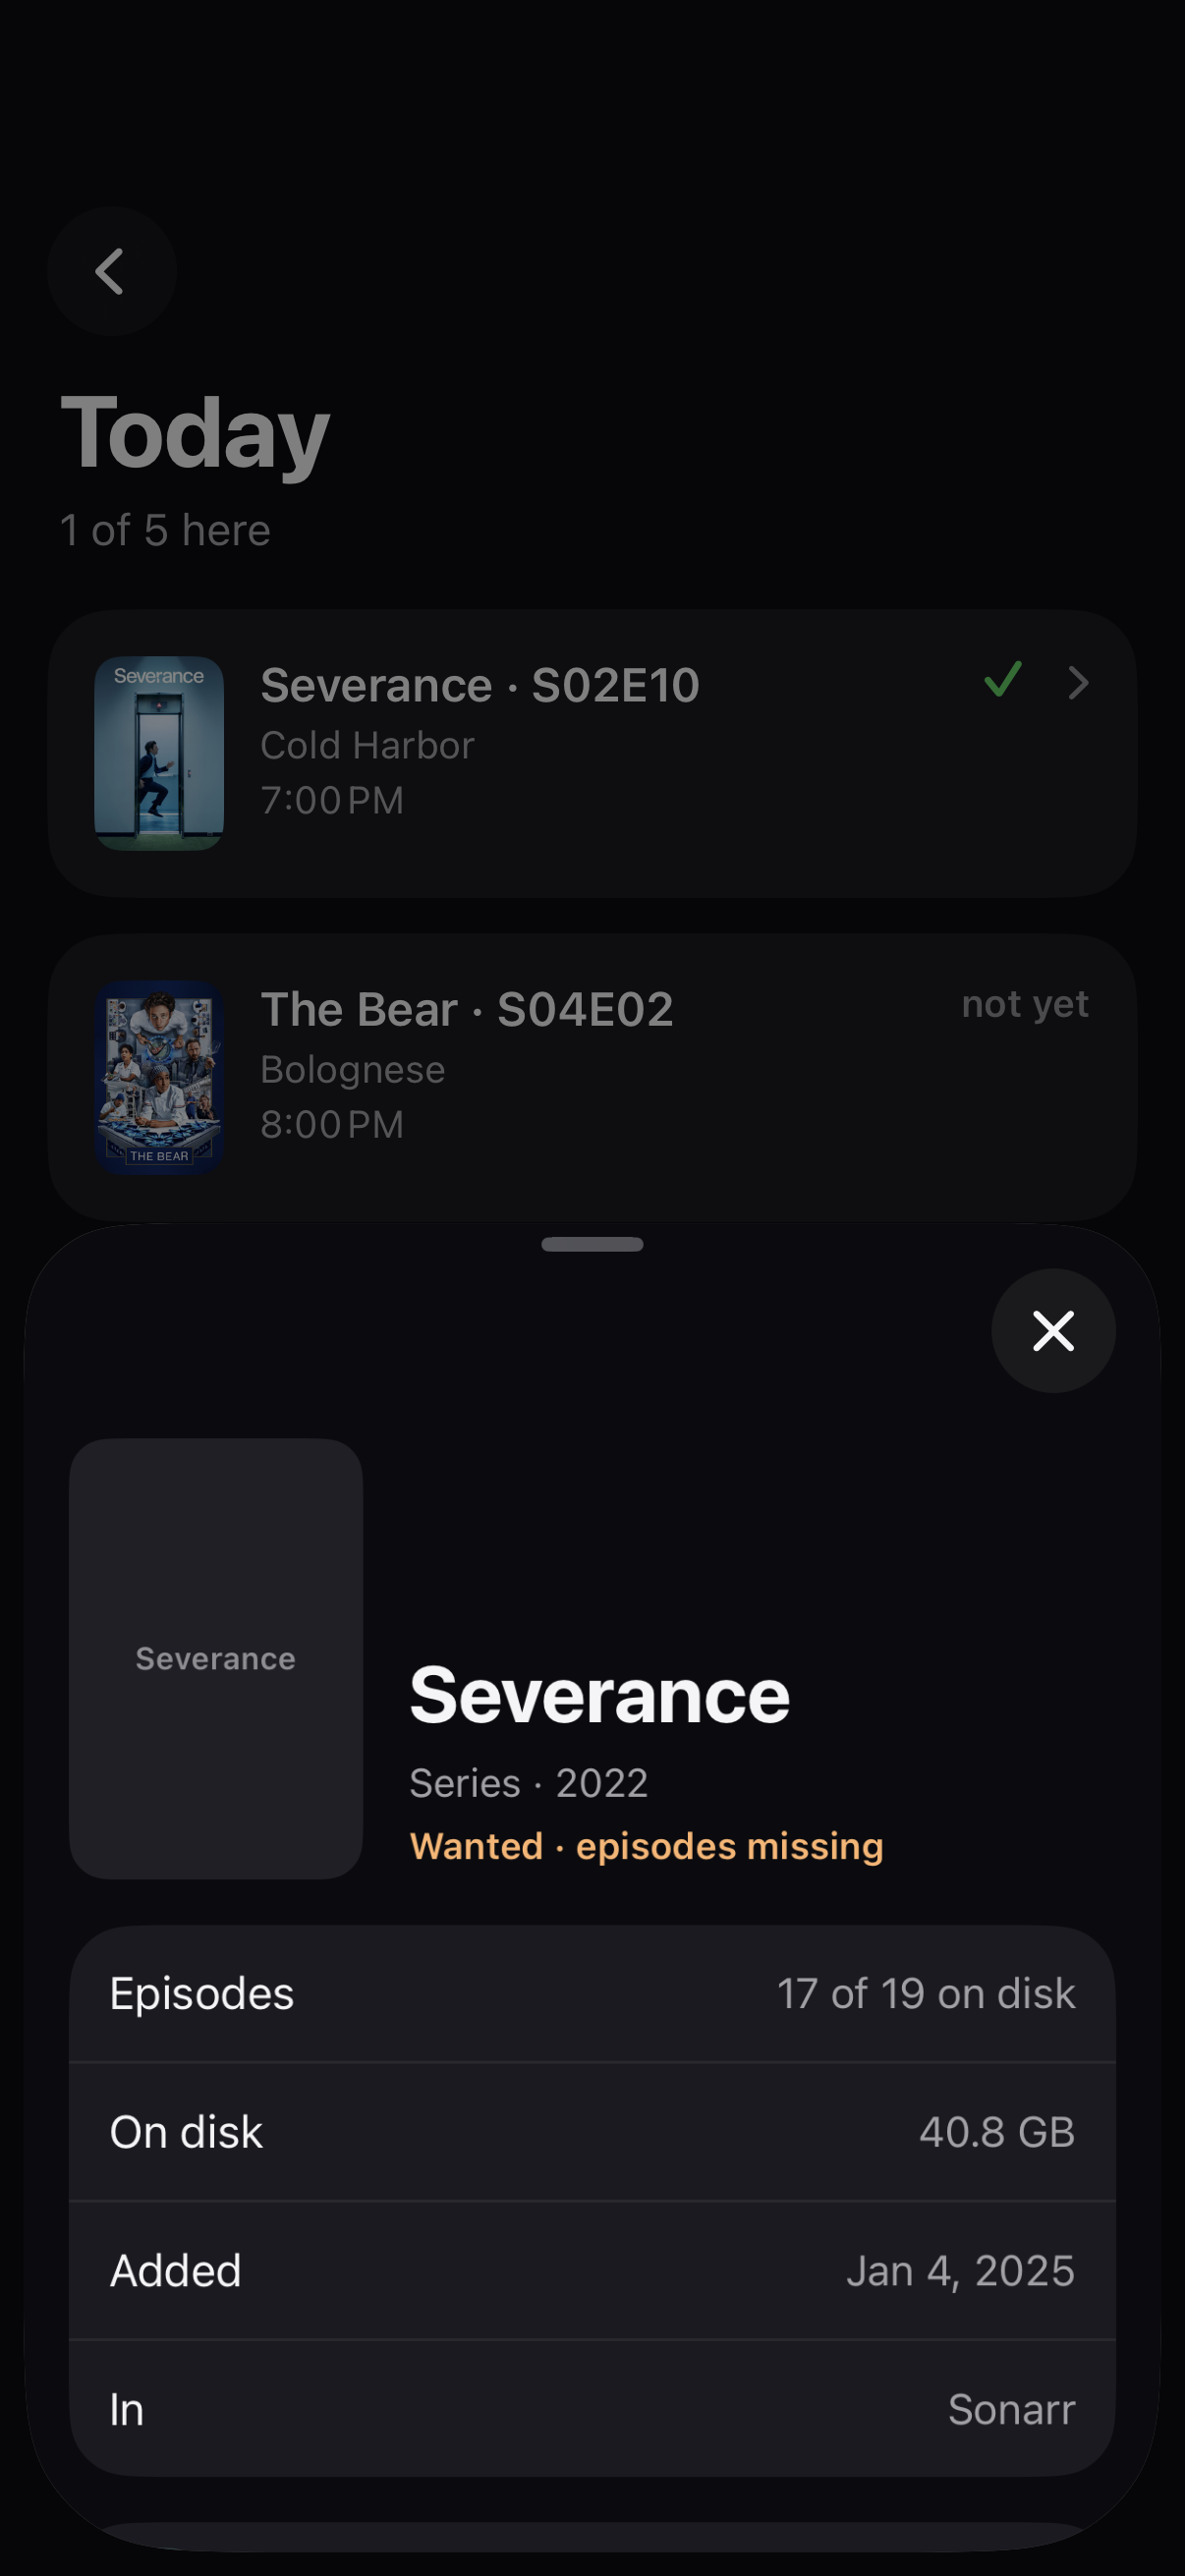 Today
1 of 5 here
Severance
Severance · S02E10
Cold Harbor
7:00 PM
The Bear · S04E02
not yet
Bolognese
8:00 PM
THE BEAR
Severance
Severance
Series · 2022
Wanted · episodes missing
Episodes
17 of 19 on disk
On disk
40.8 GB
Added
Jan 4, 2025
In
Sonarr